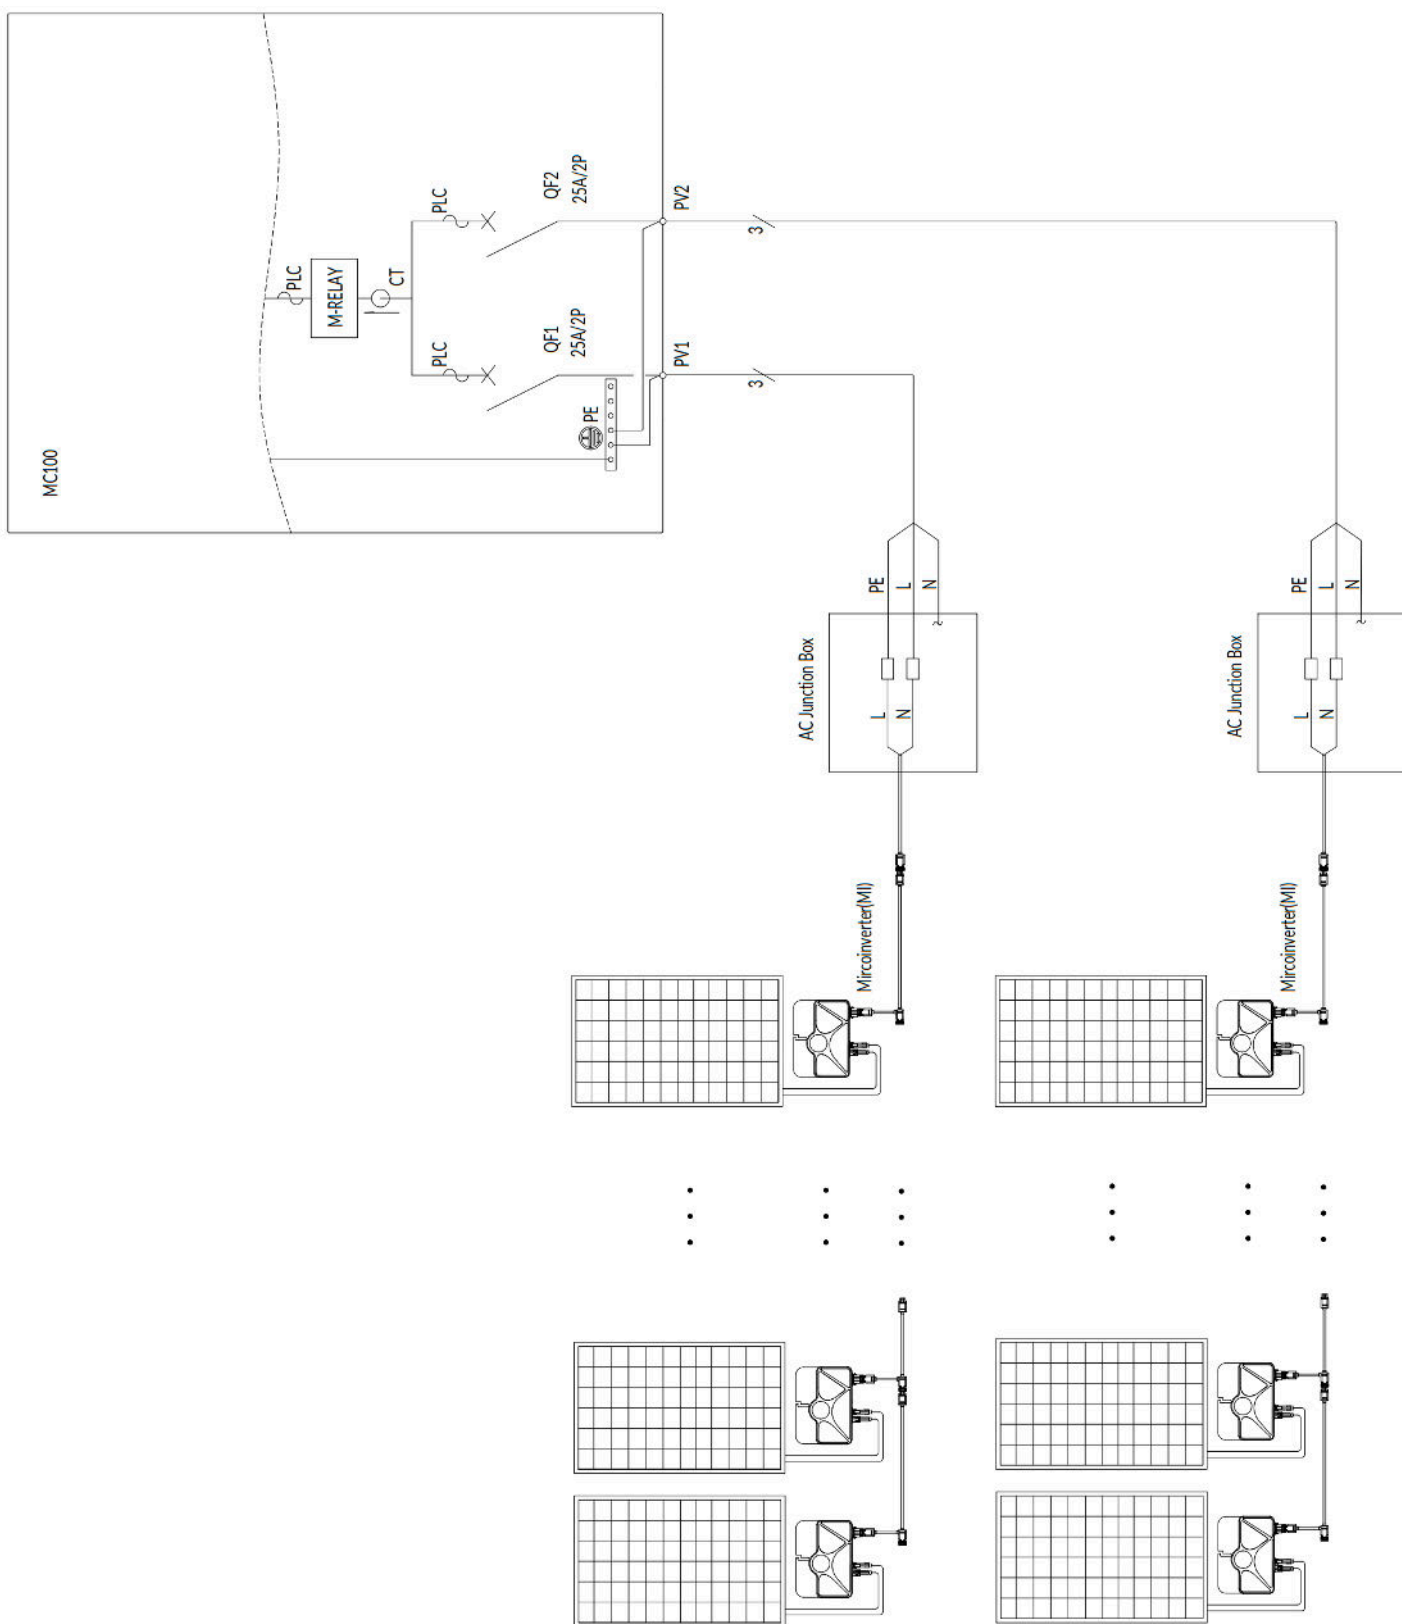 MC100
PLC
M-RELAY
CT
PLC
PLC
QF1
25A/2P
QF2
25A/2P
PE
PV1
PV2
3
3
PE
L
N
AC Junction Box
L
N
PE
L
N
AC Junction Box
L
N
Mircoinverter(MI)
Mircoinverter(MI)